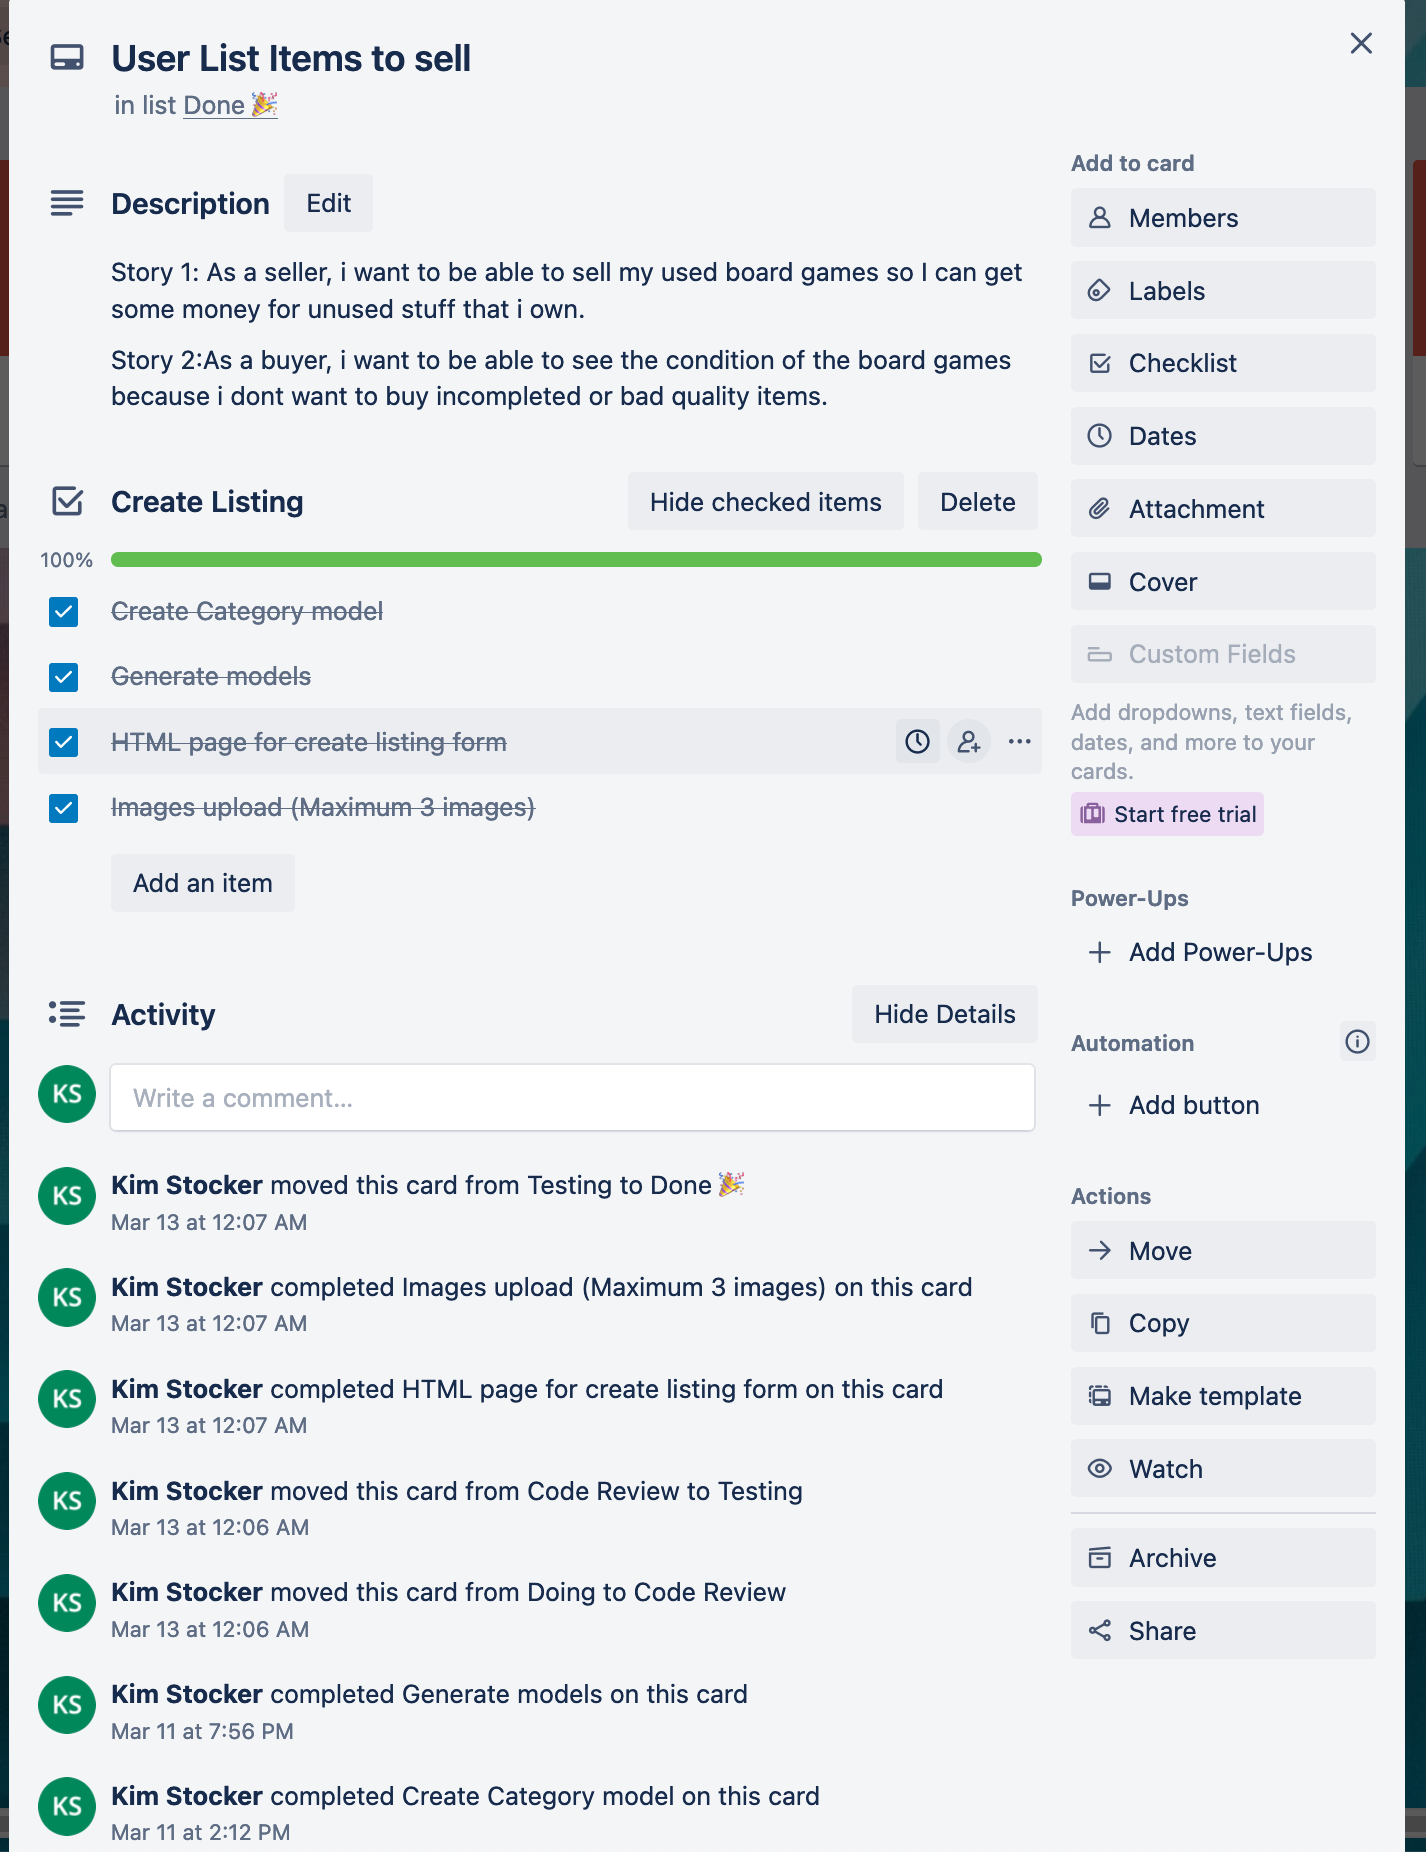 User List Items to sell
in list Done 🎉
Description
Edit
Story 1: As a seller, i want to be able to sell my used board games so I can get
some money for unused stuff that i own.
Story 2:As a buyer, i want to be able to see the condition of the board games
because i dont want to buy incompleted or bad quality items.
Create Listing
Hide checked items
Delete
100%
Create Category model
Generate models
HTML page for create listing form
Images upload (Maximum 3 images)
Add an item
Activity
Hide Details
KS
Write a comment...
KS
Kim Stocker moved this card from Testing to Done 🎉
Mar 13 at 12:07 AM
KS
Kim Stocker completed Images upload (Maximum 3 images) on this card
Mar 13 at 12:07 AM
KS
Kim Stocker completed HTML page for create listing form on this card
Mar 13 at 12:07 AM
KS
Kim Stocker moved this card from Code Review to Testing
Mar 13 at 12:06 AM
KS
Kim Stocker moved this card from Doing to Code Review
Mar 13 at 12:06 AM
KS
Kim Stocker completed Generate models on this card
Mar 11 at 7:56 PM
KS
Kim Stocker completed Create Category model on this card
Mar 11 at 2:12 PM
Add to card
Members
Labels
Checklist
Dates
Attachment
Cover
Custom Fields
Add dropdowns, text fields,
dates, and more to your
cards.
Start free trial
Power-Ups
Add Power-Ups
Automation
Add button
Actions
Move
Copy
Make template
Watch
Archive
Share